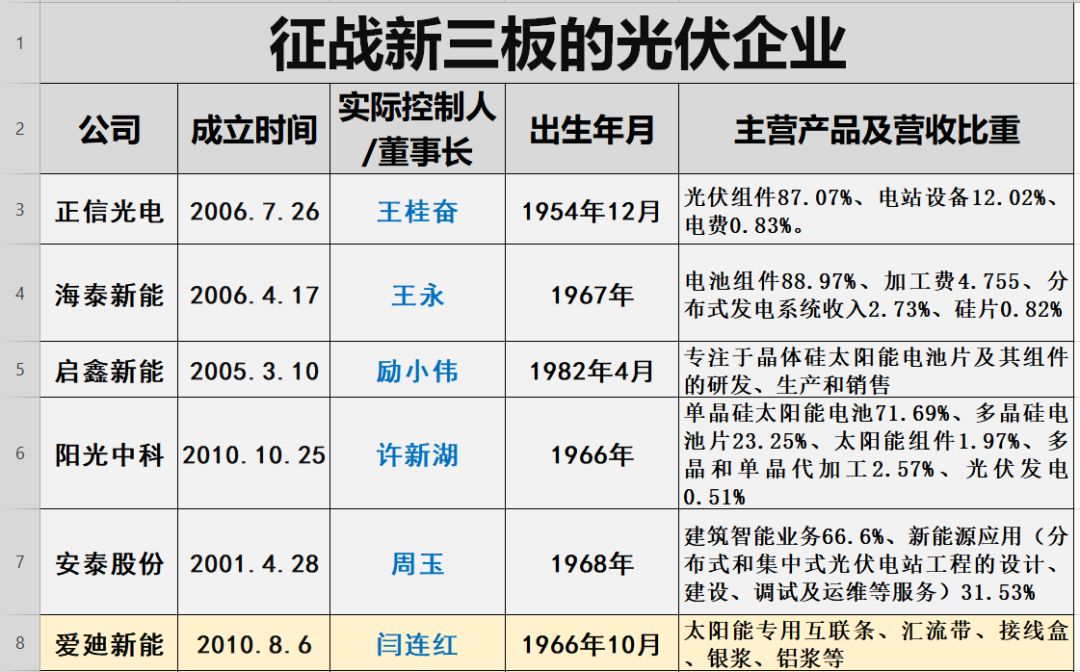 1
征战新三板的光伏企业
2
公司
成立时间
实际控制人
/董事长
出生年月
主营产品及营收比重
3
正信光电
2006.7.26
王桂奋
1954年12月
光伏组件87.07%、电站设备12.02%、
电费0.83%。
4
海泰新能
2006.4.17
王永
1967年
电池组件88.97%、加工费4.755、分
布式发电系统收入2.73%、硅片0.82%
5
启鑫新能
2005.3.10
励小伟
1982年4月
专注于晶体硅太阳能电池片及其组件
的研发、生产和销售
6
阳光中科
2010.10.25
许新湖
1966年
单晶硅太阳能电池71.69%、多晶硅电
池片23.25%、太阳能组件1.97%、多
晶和单晶代加工2.57%、光伏发电
0.51%
7
安泰股份
2001.4.28
周玉
1968年
建筑智能业务66.6%、新能源应用（分
布式和集中式光伏电站工程的设计、
建设、调试及运维等服务）31.53%
8
爱迪新能
2010.8.6
闫连红
1966年10月
太阳能专用互联条、汇流带、接线盒
、银浆、铝浆等